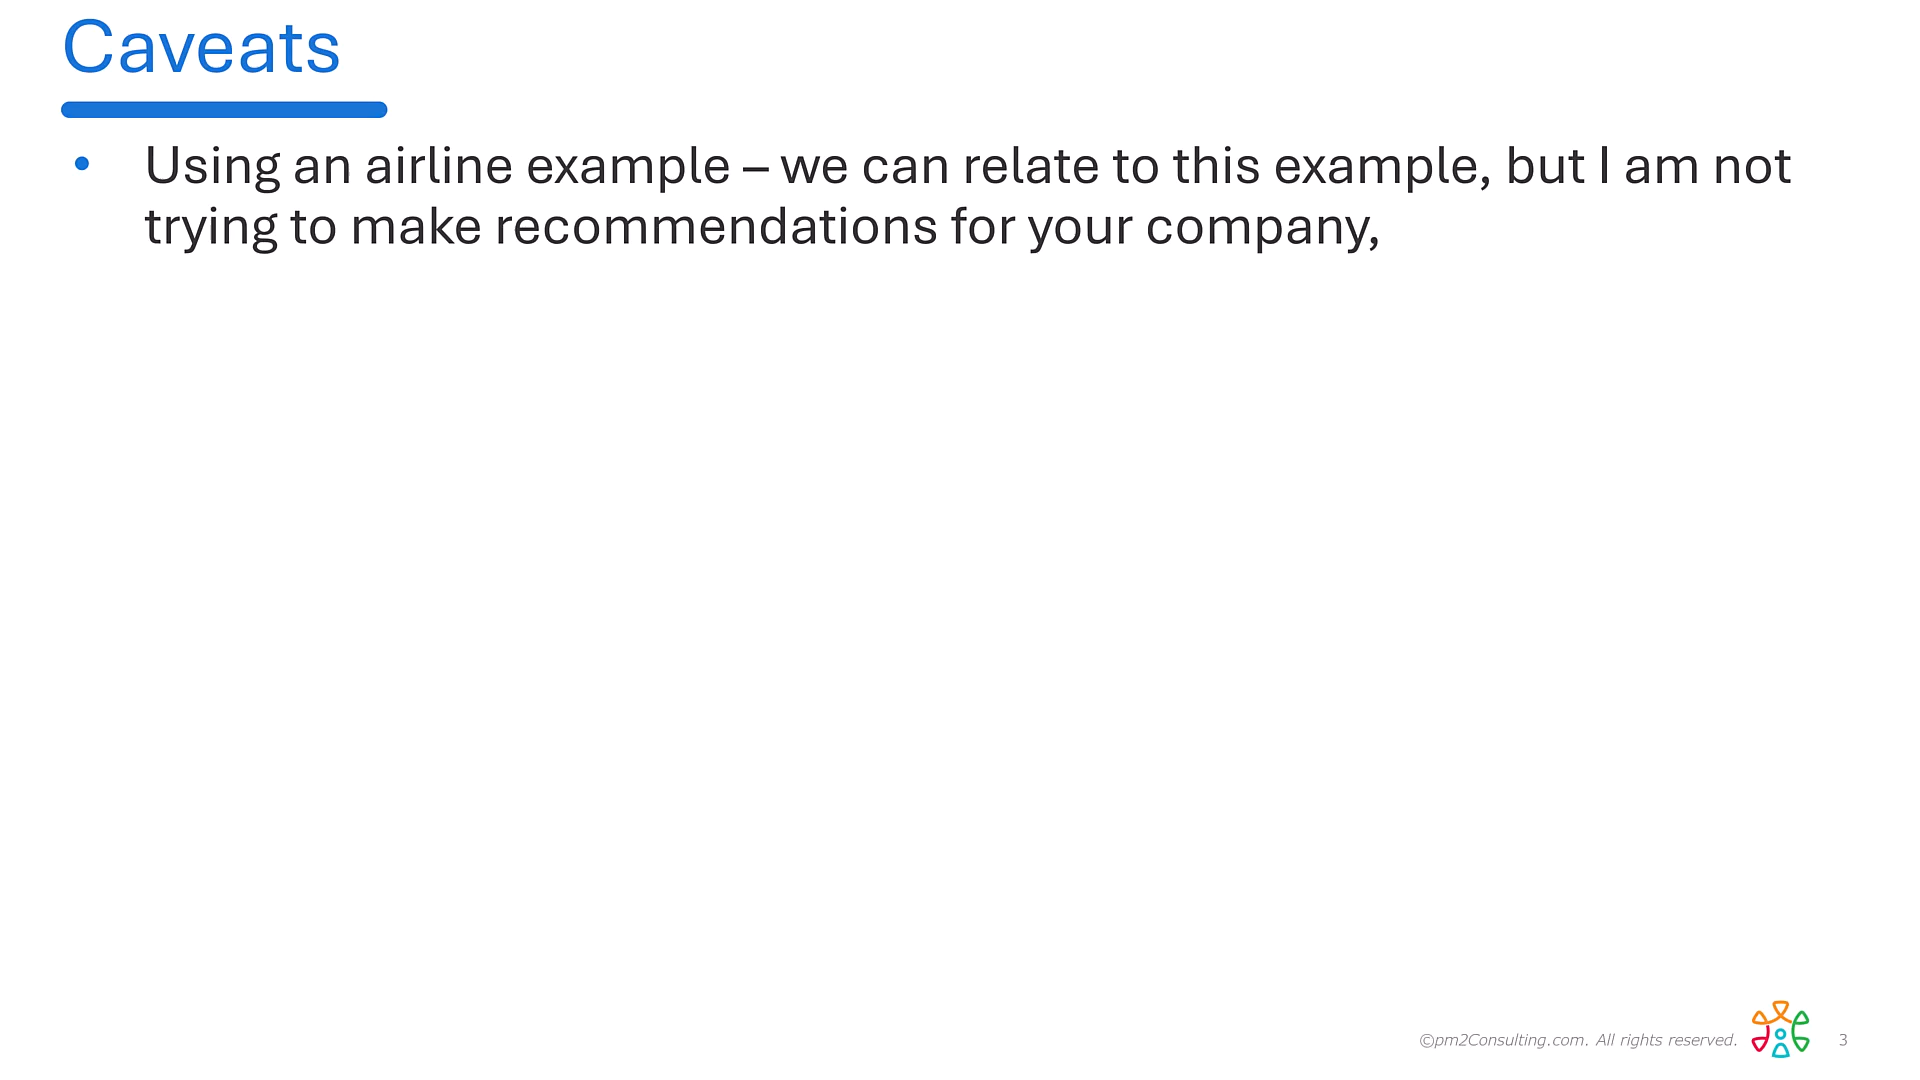 Caveats
• Using an airline example – we can relate to this example, but I am not
trying to make recommendations for your company,
©pm2Consulting.com. All rights reserved.
3